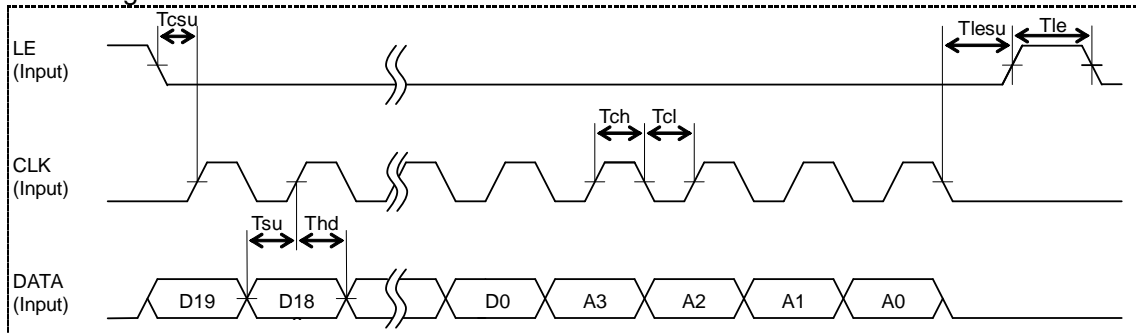 Tcsu
Tlesu
Tle
LE
(Input)
Tch
Tcl
CLK
(Input)
Tsu
Thd
DATA
(Input)
D19
D18
D0
A3
A2
A1
A0